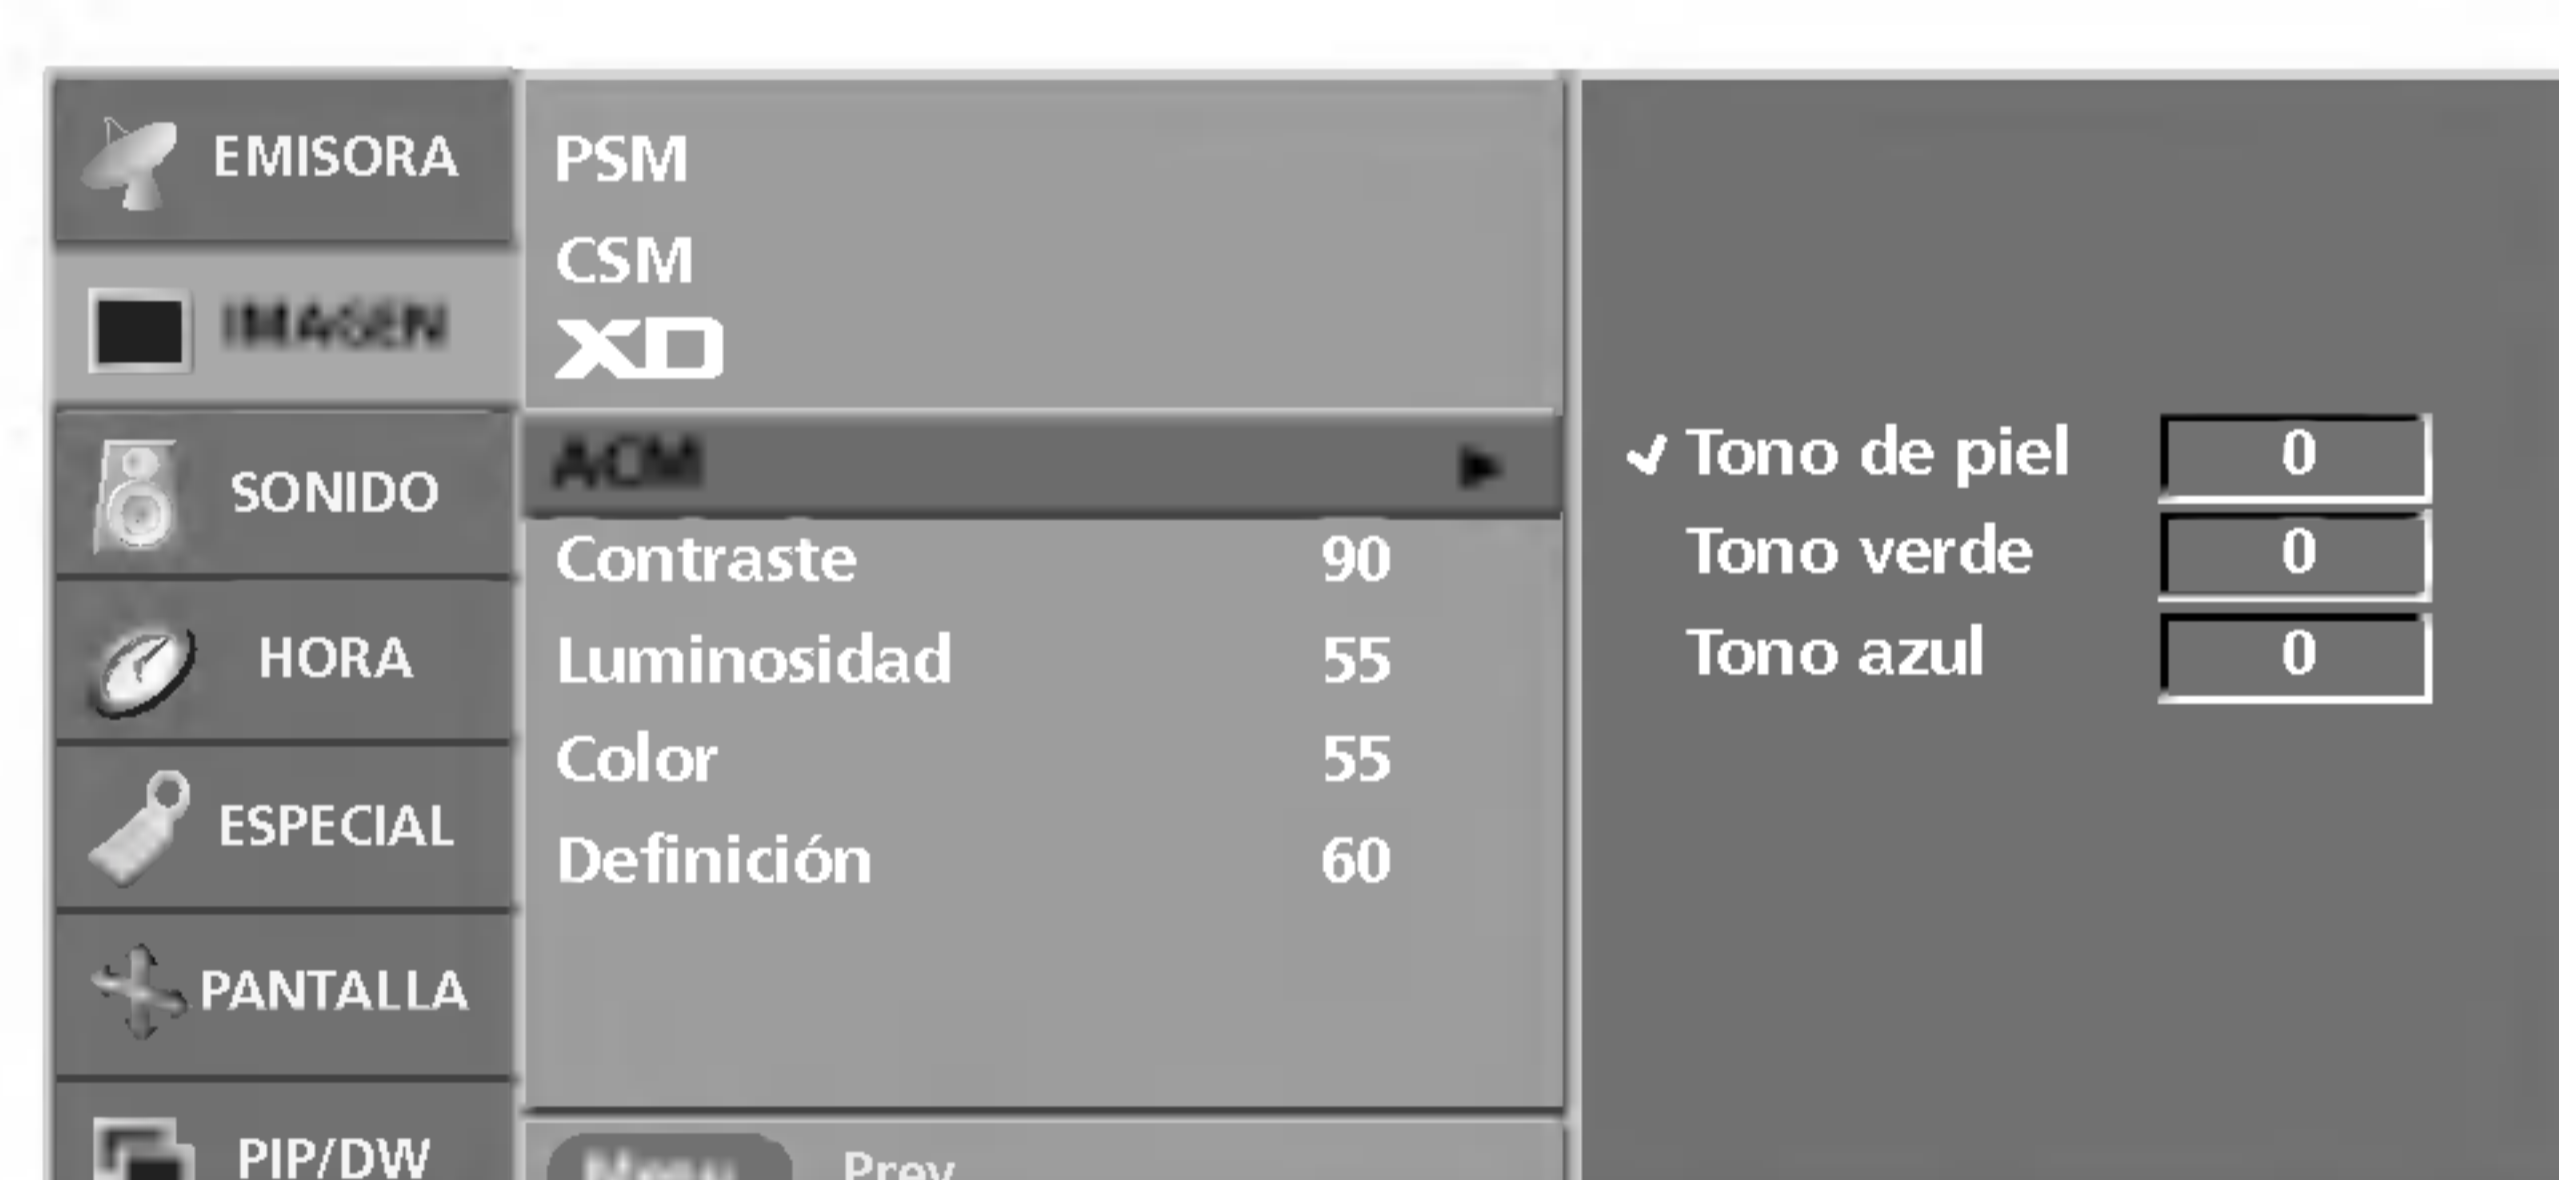 EMISORA
IMAGEN
SONIDO
HORA
ESPECIAL
PANTALLA
PIP/DW
PSM
CSM
XD
ACM
Contraste 90
Luminosidad 55
Color 55
Definición 60
Menu Prev
✓ Tono de piel 0
Tono verde 0
Tono azul 0